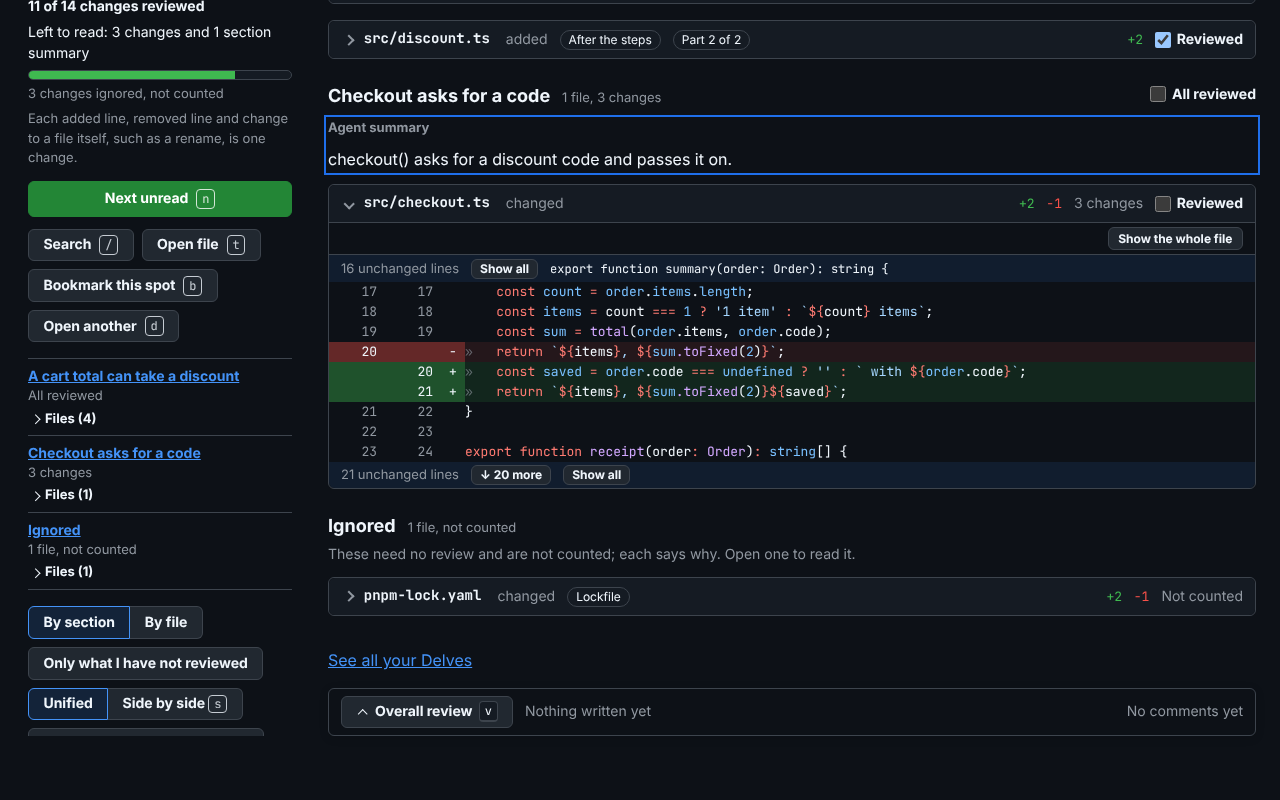 11 of 14 changes reviewed
Left to read: 3 changes and 1 section
summary
3 changes ignored, not counted
Each added line, removed line and change
to a file itself, such as a rename, is one
change.
Next unread n
Search / Open file t
Bookmark this spot b
Open another d
A cart total can take a discount
All reviewed
Files (4)
Checkout asks for a code
3 changes
Files (1)
Ignored
1 file, not counted
Files (1)
By section By file
Only what I have not reviewed
Unified Side by side s
src/discount.ts added After the steps Part 2 of 2 +2 Reviewed
Checkout asks for a code 1 file, 3 changes All reviewed
Agent summary
checkout() asks for a discount code and passes it on.
src/checkout.ts changed +2 -1 3 changes Reviewed
Show the whole file
16 unchanged lines Show all export function summary(order: Order): string {
17 17 const count = order.items.length;
18 18 const items = count === 1 ? '1 item' : `${count} items`;
19 19 const sum = total(order.items, order.code);
20 - » return `${items}, ${sum.toFixed(2)}`;
20 + » const saved = order.code === undefined ? '' : ` with ${order.code}`;
21 + » return `${items}, ${sum.toFixed(2)}${saved}`;
21 22 }
22 23
23 24 export function receipt(order: Order): string[] {
21 unchanged lines ↓ 20 more Show all
Ignored 1 file, not counted
These need no review and are not counted; each says why. Open one to read it.
pnpm-lock.yaml changed Lockfile +2 -1 Not counted
See all your Delves
Overall review v Nothing written yet No comments yet